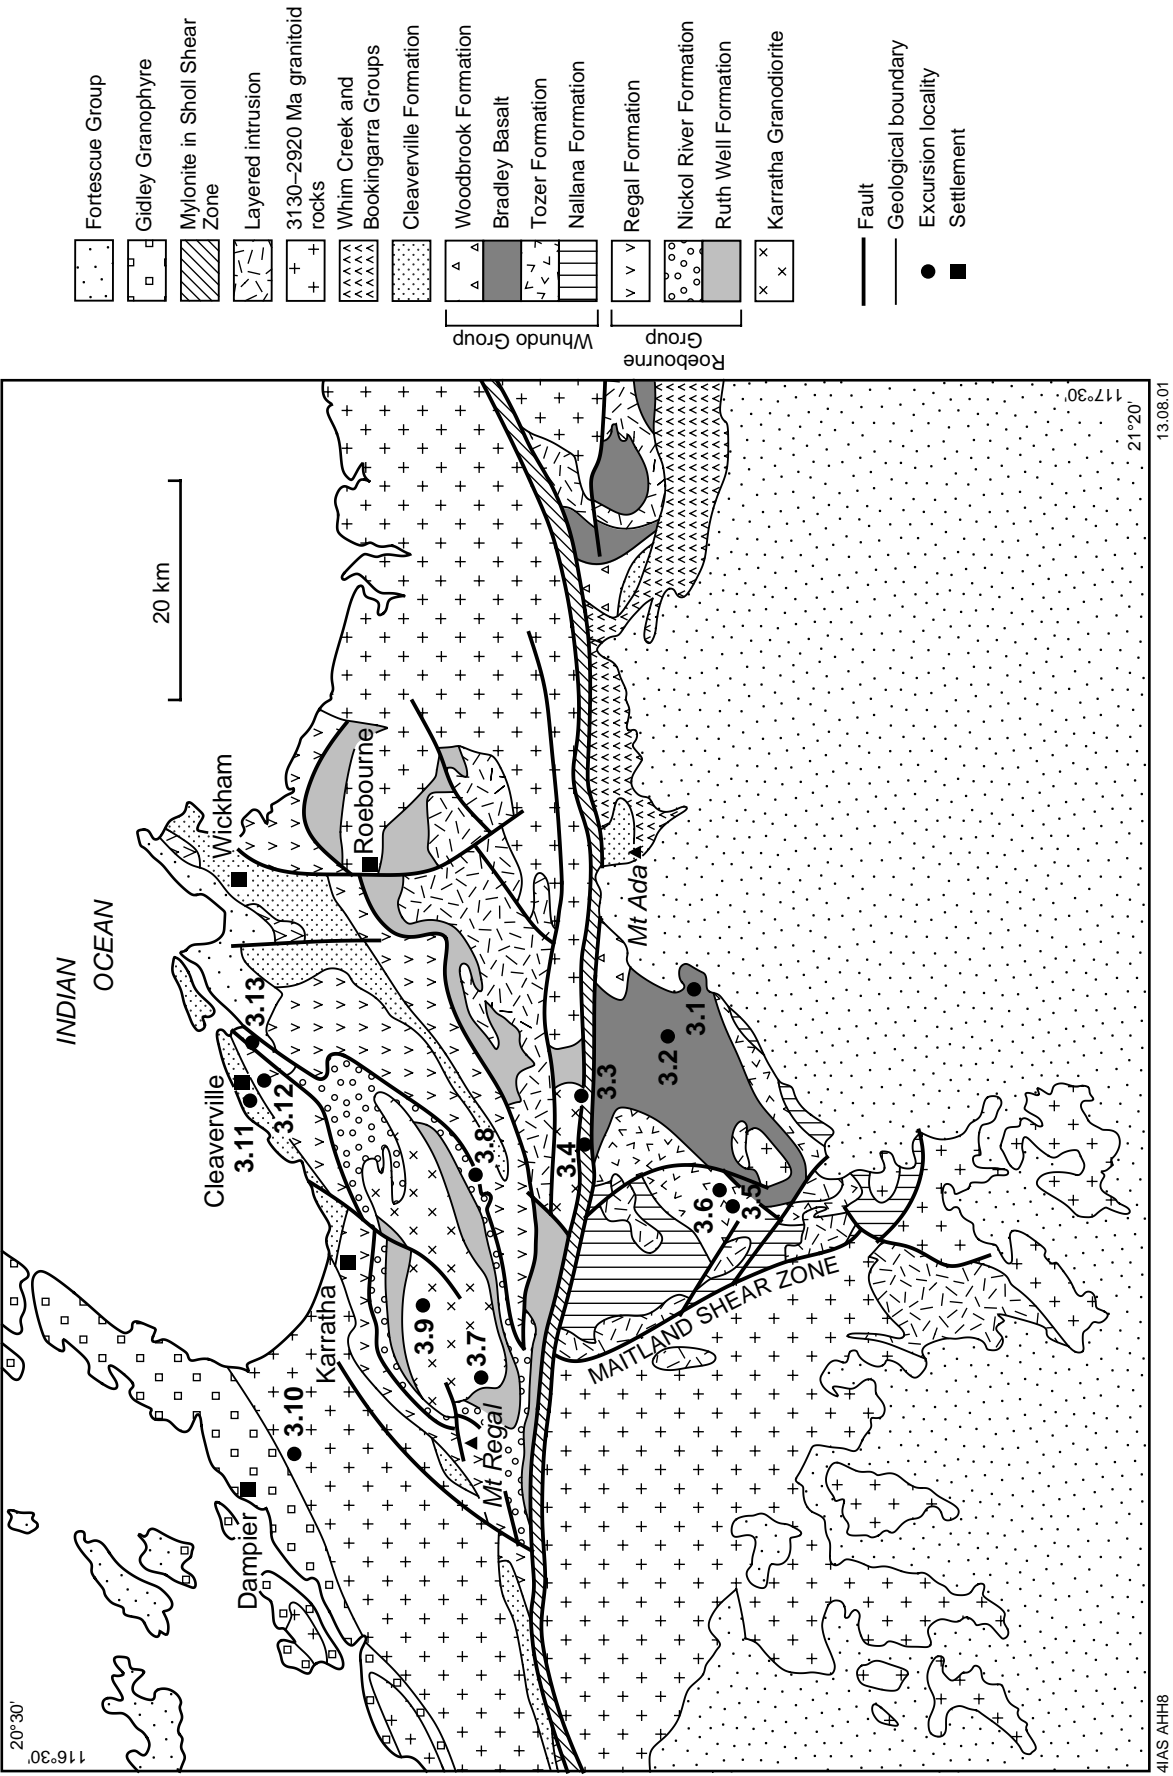 INDIAN
OCEAN
20 km
Wickham
Roebourne
Cleaverville
Karratha
Dampier
Mt Regal
Mt Ada
MAITLAND SHEAR ZONE
3.1
3.2
3.3
3.4
3.5
3.6
3.7
3.8
3.9
3.10
3.11
3.12
3.13
20°30'
116°30'
21°20'
117°30'
Fortescue Group
Gidley Granophyre
Mylonite in Sholl Shear
Zone
Layered intrusion
3130–2920 Ma granitoid
rocks
Whim Creek and
Bookingarra Groups
Cleaverville Formation
Woodbrook Formation
Bradley Basalt
Tozer Formation
Nallana Formation
Whundo Group
Regal Formation
Nickol River Formation
Ruth Well Formation
Roebourne
Group
Karratha Granodiorite
Fault
Geological boundary
Excursion locality
Settlement
4IAS AHH8
13.08.01